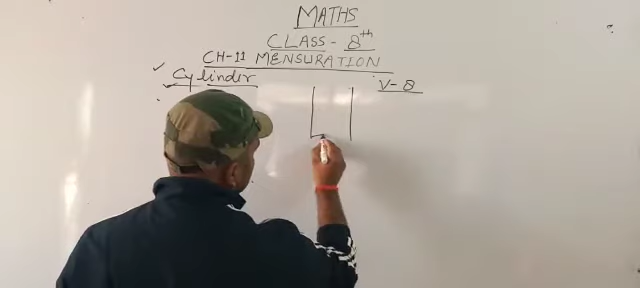 MATHS
CLASS - 8th
CH-11 MENSURATION
Cylinder
V-8